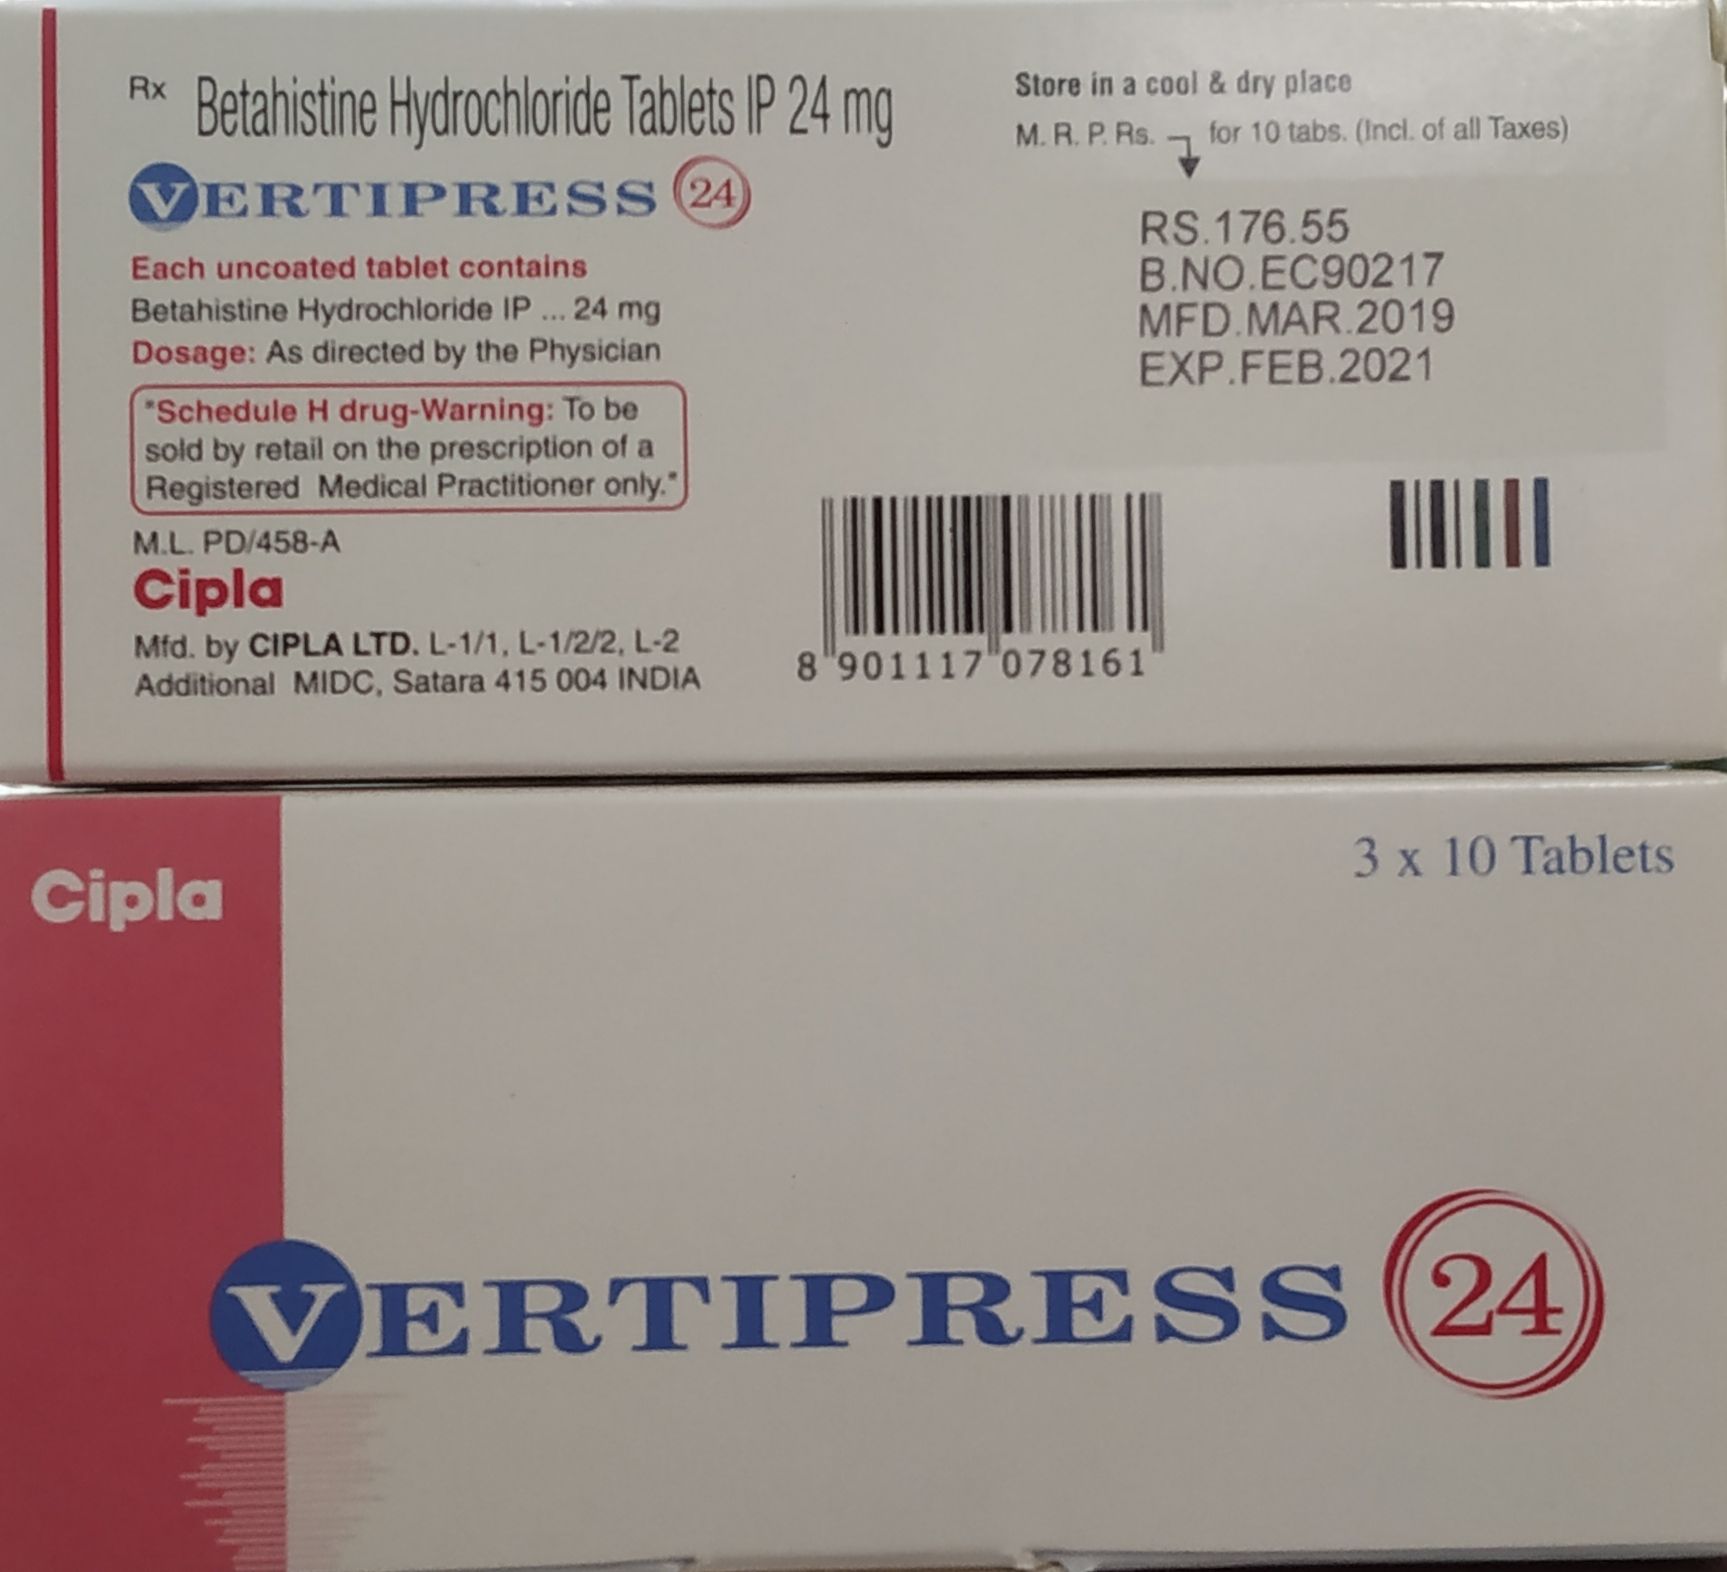 Rx Betahistine Hydrochloride Tablets IP 24 mg
VERTIPRESS 24
Each uncoated tablet contains
Betahistine Hydrochloride IP ... 24 mg
Dosage: As directed by the Physician
*Schedule H drug-Warning: To be
sold by retail on the prescription of a
Registered Medical Practitioner only.*
M.L. PD/458-A
Cipla
Mfd. by CIPLA LTD. L-1/1, L-1/2/2, L-2
Additional MIDC, Satara 415 004 INDIA
Store in a cool & dry place
M. R. P. Rs. for 10 tabs. (Incl. of all Taxes)
RS.176.55
B.NO.EC90217
MFD.MAR.2019
EXP.FEB.2021
8 901117 078161
Cipla
3 x 10 Tablets
VERTIPRESS 24